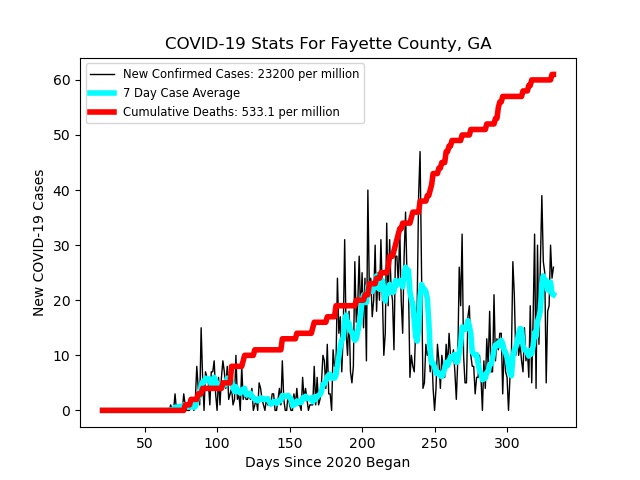 COVID-19 Stats For Fayette County, GA
New Confirmed Cases: 23200 per million
7 Day Case Average
Cumulative Deaths: 533.1 per million
60
50
40
30
20
10
0
New COVID-19 Cases
50 100 150 200 250 300
Days Since 2020 Began